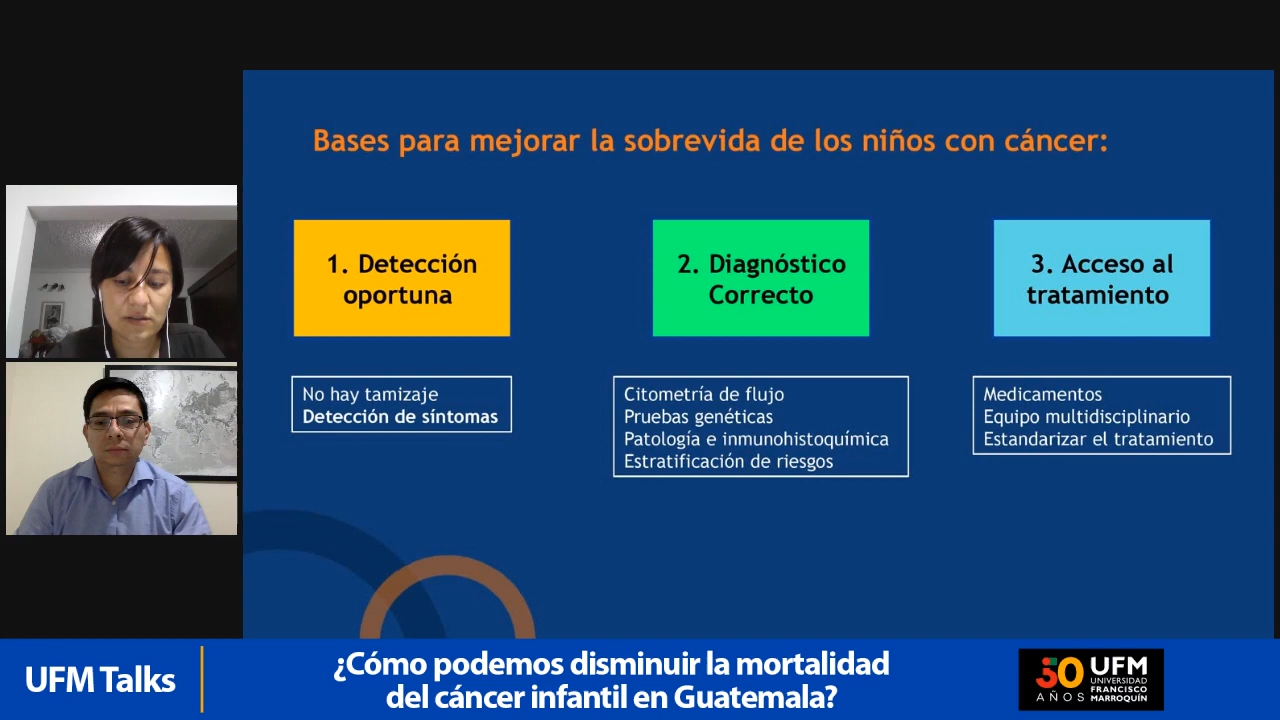 Bases para mejorar la sobrevida de los niños con cáncer:
1. Detección
oportuna
No hay tamizaje
Detección de síntomas
2. Diagnóstico
Correcto
Citometría de flujo
Pruebas genéticas
Patología e inmunohistoquímica
Estratificación de riesgos
3. Acceso al
tratamiento
Medicamentos
Equipo multidisciplinario
Estandarizar el tratamiento
UFM Talks
¿Cómo podemos disminuir la mortalidad
del cáncer infantil en Guatemala?
50
AÑOS
UFM
UNIVERSIDAD
FRANCISCO
MARROQUÍN